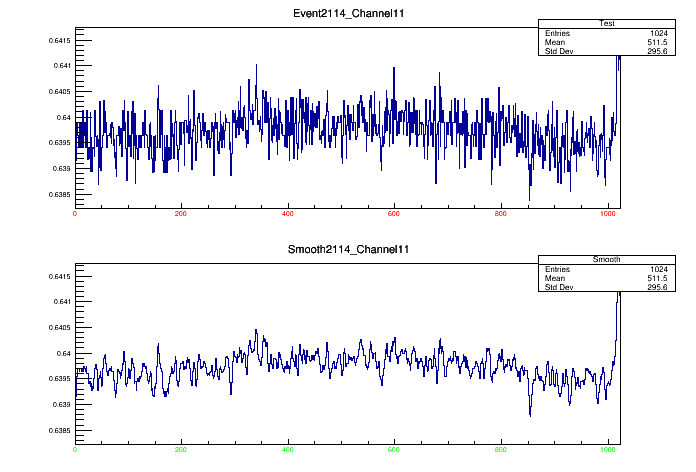 Event2114_Channel11
Test
Entries 1024
Mean 511.5
Std Dev 295.6
0.6415
0.641
0.6405
0.64
0.6395
0.639
0.6385
0 200 400 600 800 1000
Smooth2114_Channel11
Smooth
Entries 1024
Mean 511.5
Std Dev 295.6
0.6415
0.641
0.6405
0.64
0.6395
0.639
0.6385
0 200 400 600 800 1000